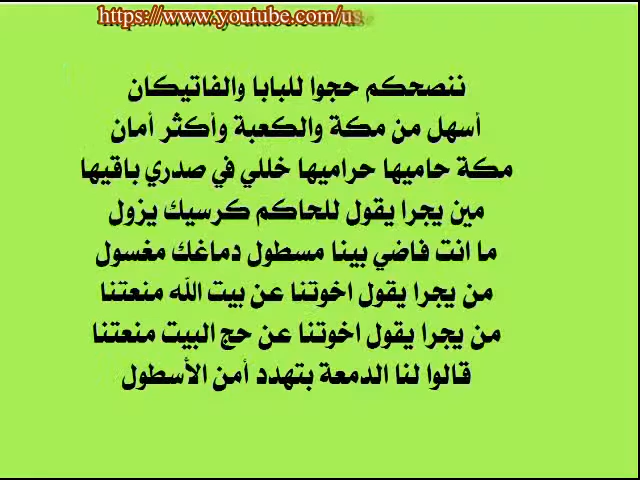 https://www.youtube.com/use
ننصحكم حجوا للبابا والفاتيكان
أسهل من مكة والكعبة وأكثر أمان
مكة حاميها حراميها خللي في صدري باقيها
مين يجرا يقول للحاكم كرسيك يزول
ما انت فاضي بينا مسطول دماغك مغسول
من يجرا يقول اخوتنا عن بيت الله منعتنا
من يجرا يقول اخوتنا عن حج البيت منعتنا
قالوا لنا الدمعة بتهدد أمن الأسطول